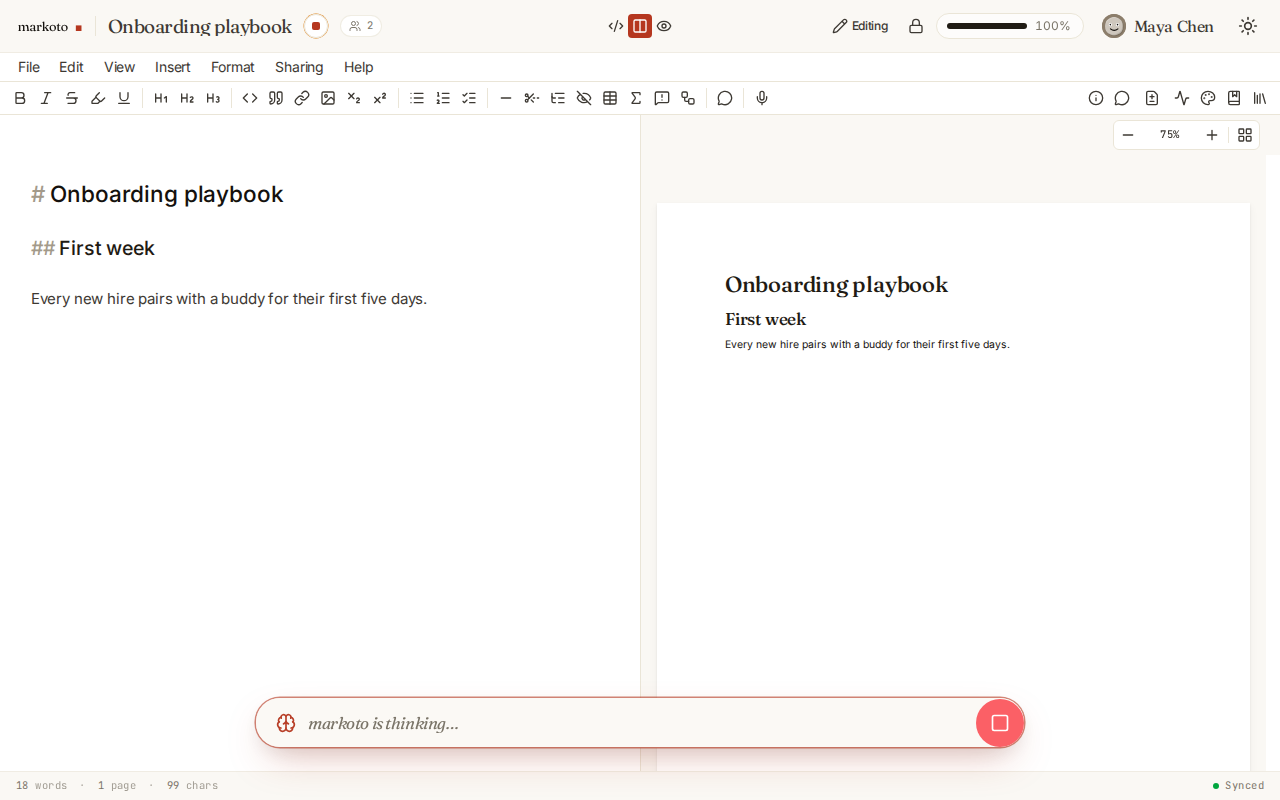 markoto Onboarding playbook 2 Editing 100% Maya Chen
File Edit View Insert Format Sharing Help
H1 H2 H3 x2 x2
75%
# Onboarding playbook
## First week
Every new hire pairs with a buddy for their first five days.
Onboarding playbook
First week
Every new hire pairs with a buddy for their first five days.
markoto is thinking...
18 words · 1 page · 99 chars Synced